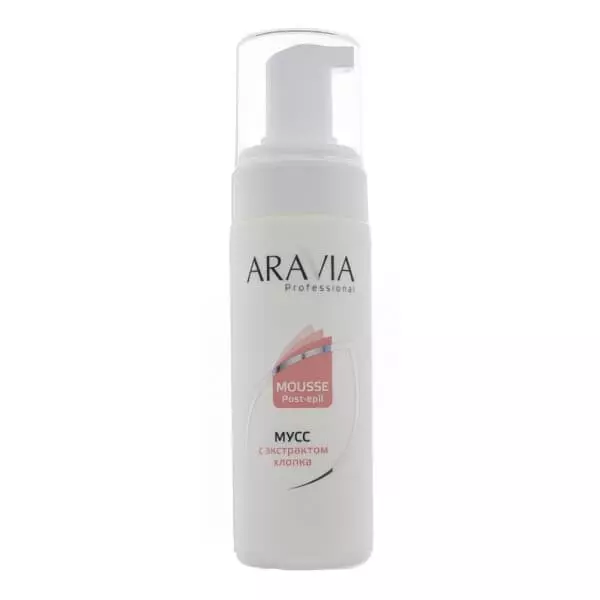 ARAVIA
Professional
MOUSSE
Post-epil
МУСС
с экстрактом
хлопка